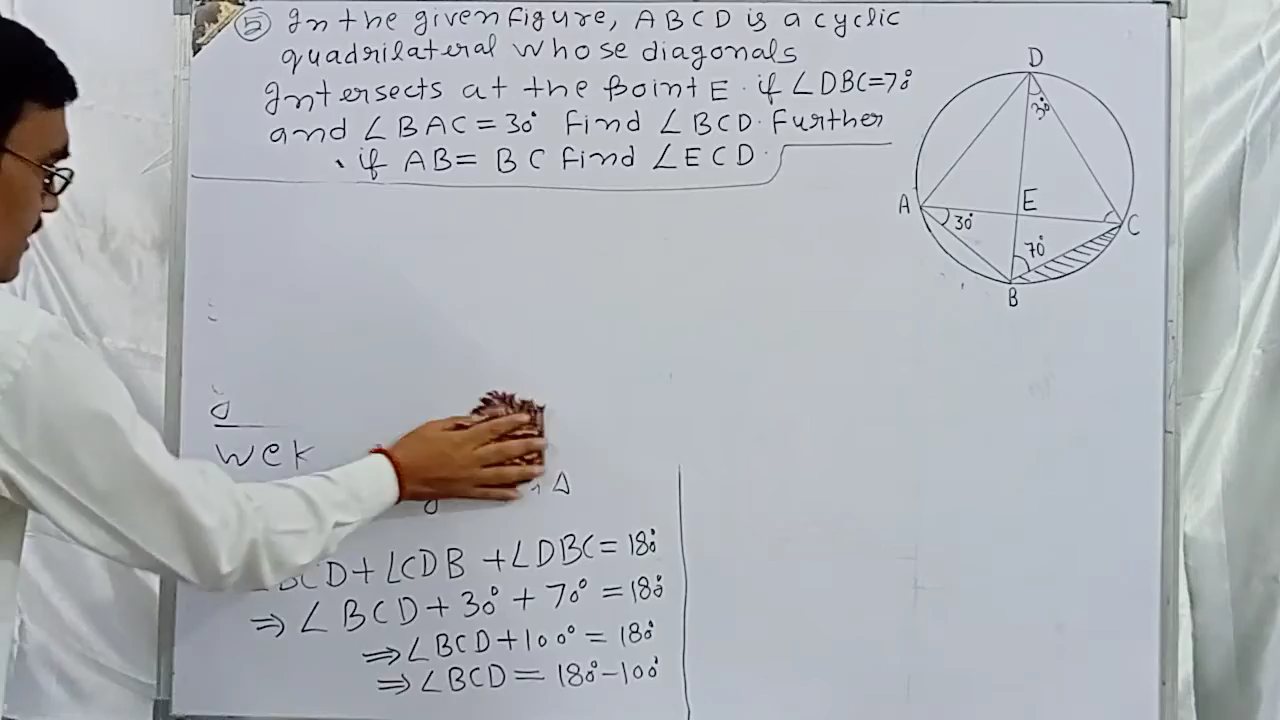 ⑤ In the given figure, ABCD is a cyclic
quadrilateral whose diagonals
Intersects at the point E. if ∠DBC=70°
and ∠BAC=30° Find ∠BCD. Further
if AB= BC find ∠ECD.
D
30°
A
E
30°
C
70°
B
wek
Δ
BCD+∠CDB+∠DBC=180°
⇒∠BCD+30°+70°=180°
⇒∠BCD+100°=180°
⇒∠BCD=180°-100°